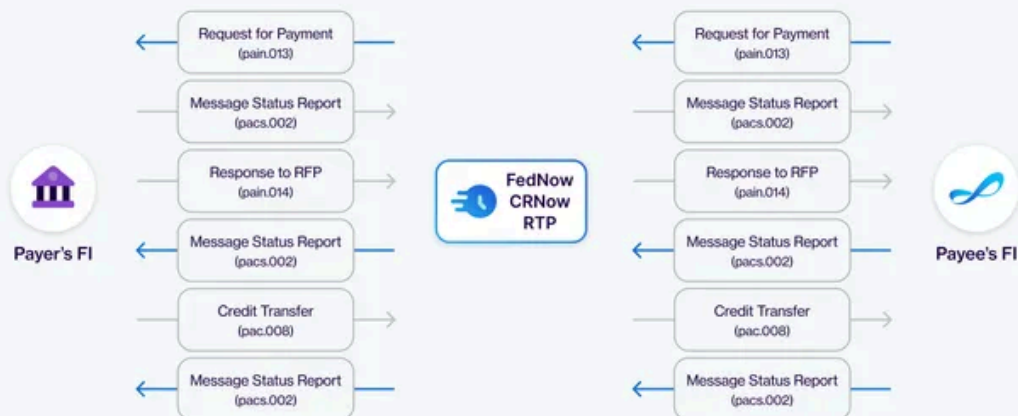 Request for Payment
(pain.013)
Message Status Report
(pacs.002)
Response to RFP
(pain.014)
Message Status Report
(pacs.002)
Credit Transfer
(pac.008)
Message Status Report
(pacs.002)
Payer's FI
FedNow
CRNow
RTP
Request for Payment
(pain.013)
Message Status Report
(pacs.002)
Response to RFP
(pain.014)
Message Status Report
(pacs.002)
Credit Transfer
(pac.008)
Message Status Report
(pacs.002)
Payee's FI